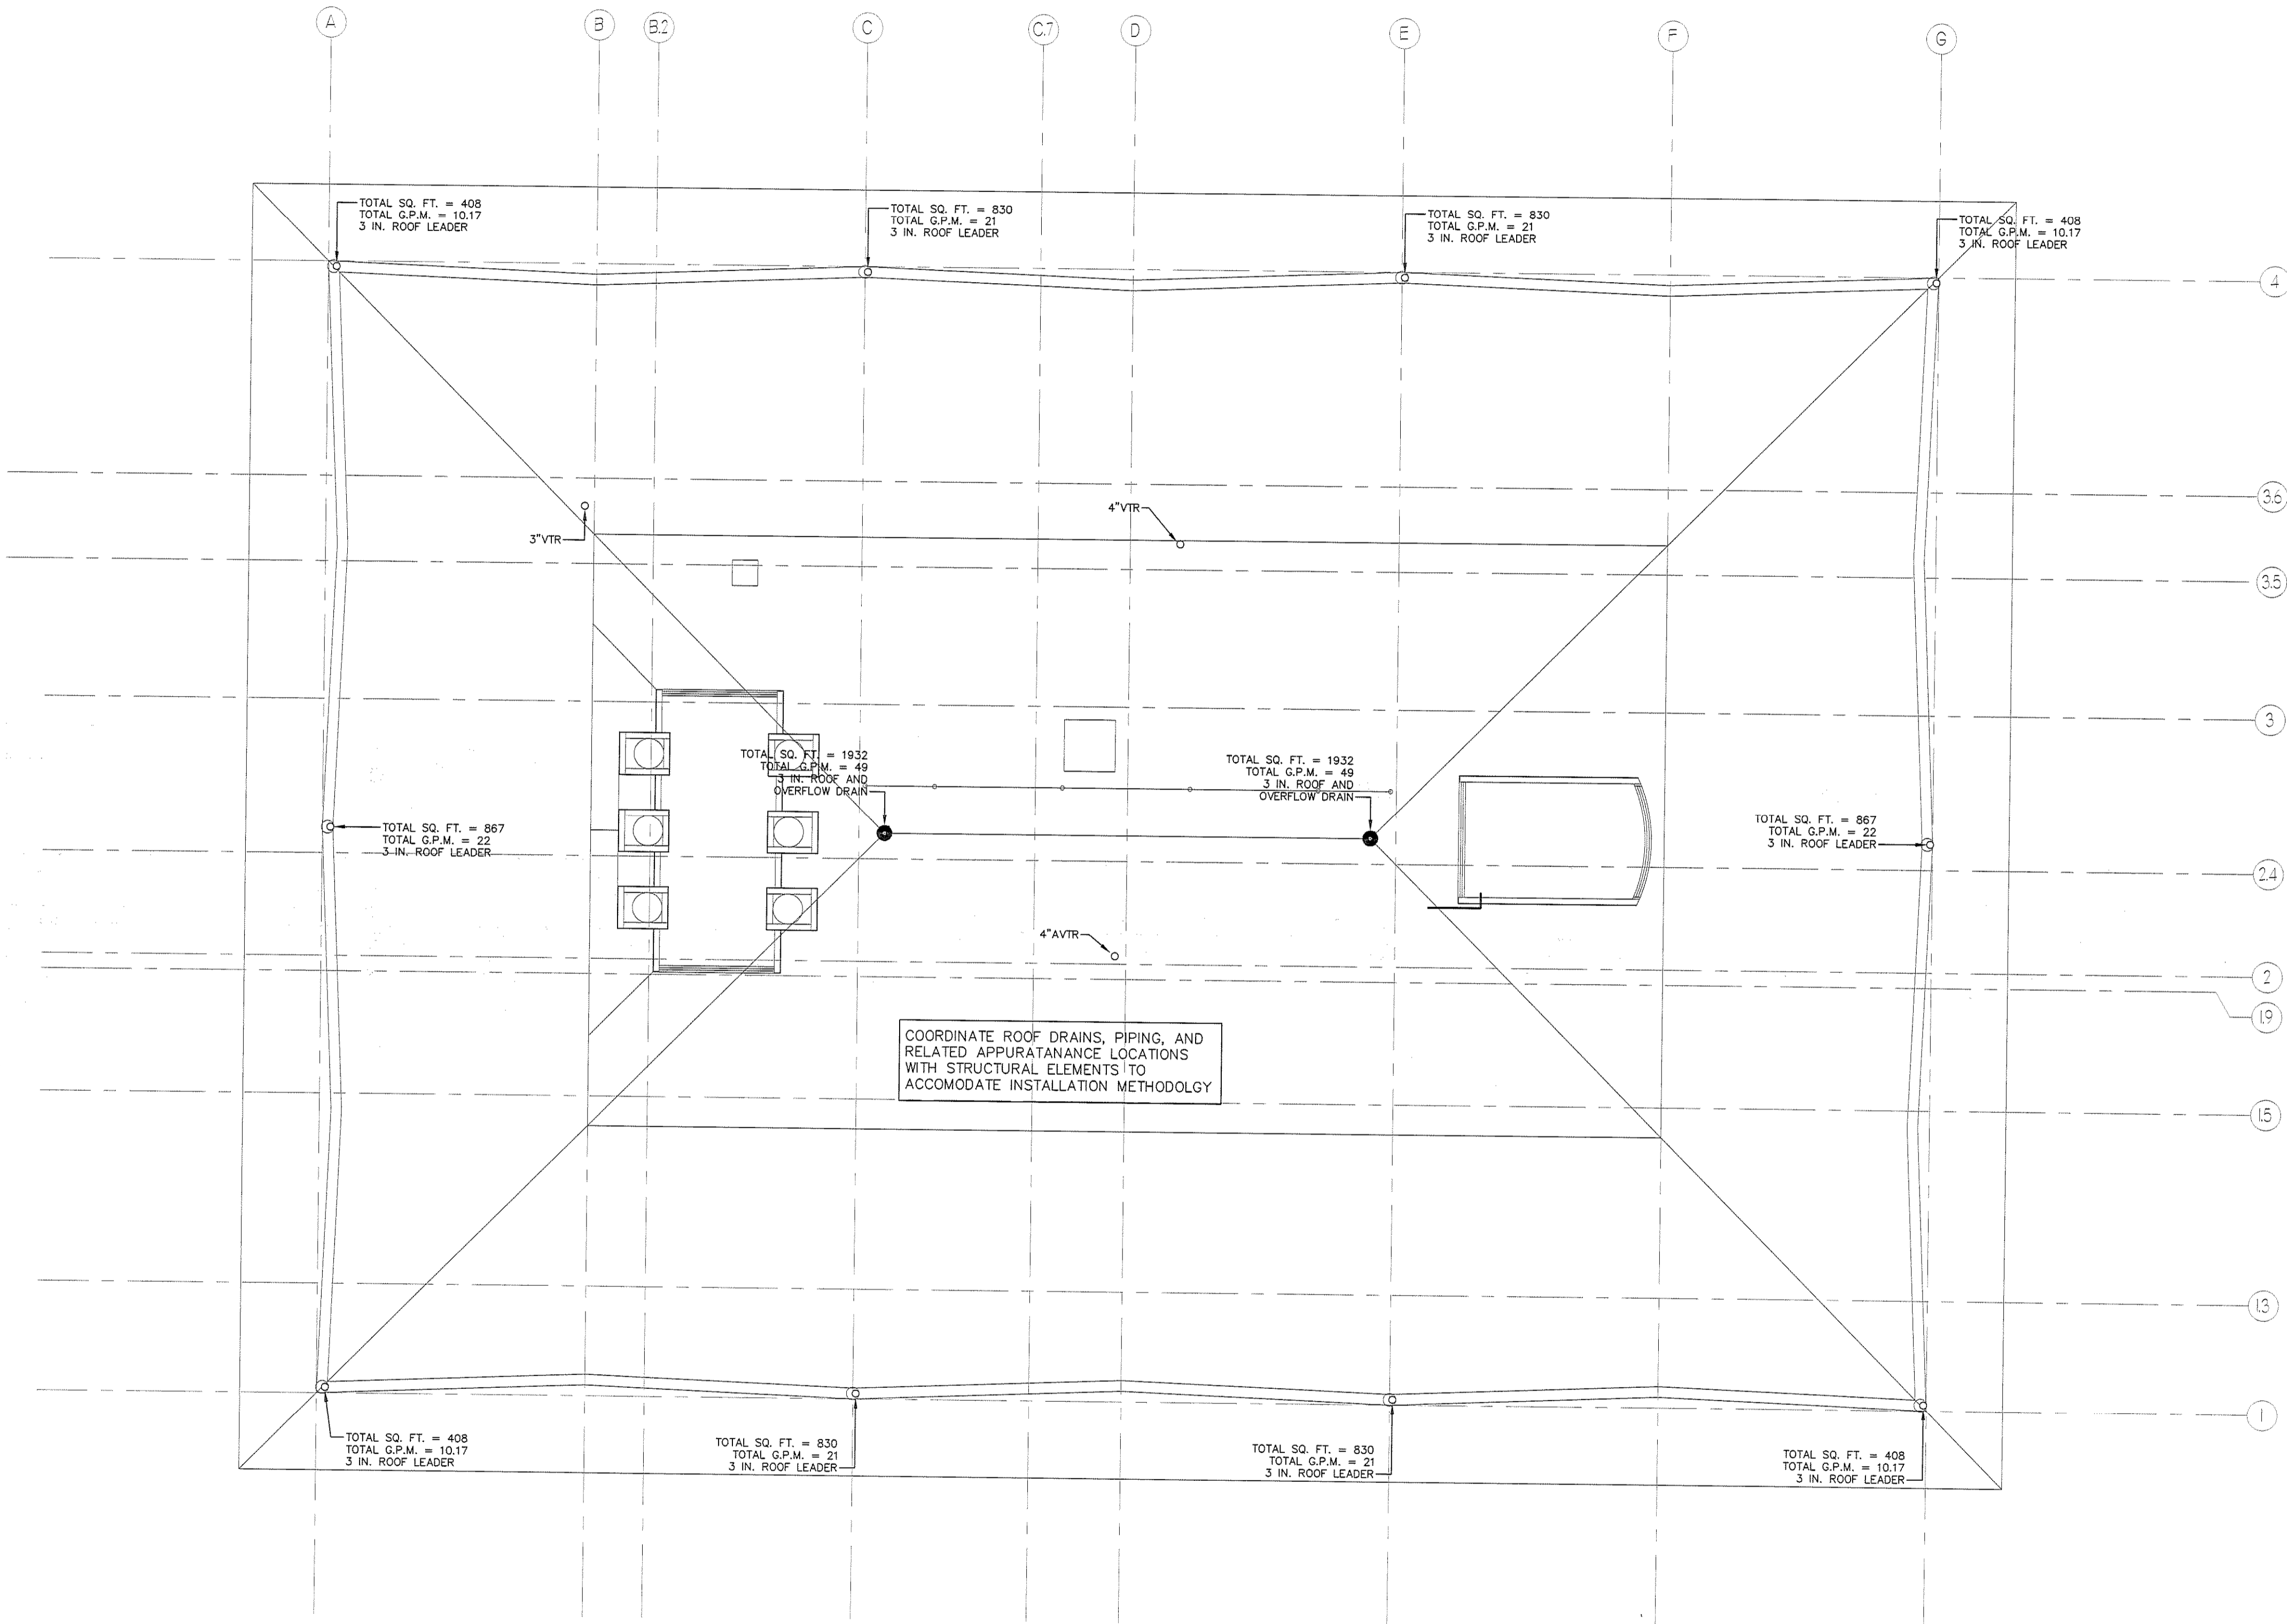 A
B
B.2
C
C.7
D
E
F
G
TOTAL SQ. FT. = 408
TOTAL G.P.M. = 10.17
3 IN. ROOF LEADER
TOTAL SQ. FT. = 830
TOTAL G.P.M. = 21
3 IN. ROOF LEADER
TOTAL SQ. FT. = 830
TOTAL G.P.M. = 21
3 IN. ROOF LEADER
TOTAL SQ. FT. = 408
TOTAL G.P.M. = 10.17
3 IN. ROOF LEADER
4
3.6
3"VTR
4"VTR
3.5
3
TOTAL SQ. FT. = 1932
TOTAL G.P.M. = 49
3 IN. ROOF AND
OVERFLOW DRAIN
TOTAL SQ. FT. = 1932
TOTAL G.P.M. = 49
3 IN. ROOF AND
OVERFLOW DRAIN
TOTAL SQ. FT. = 867
TOTAL G.P.M. = 22
3 IN. ROOF LEADER
TOTAL SQ. FT. = 867
TOTAL G.P.M. = 22
3 IN. ROOF LEADER
2.4
4"AVTR
2
1.9
COORDINATE ROOF DRAINS, PIPING, AND
RELATED APPURATANANCE LOCATIONS
WITH STRUCTURAL ELEMENTS TO
ACCOMODATE INSTALLATION METHODOLGY
1.5
1.3
1
TOTAL SQ. FT. = 408
TOTAL G.P.M. = 10.17
3 IN. ROOF LEADER
TOTAL SQ. FT. = 830
TOTAL G.P.M. = 21
3 IN. ROOF LEADER
TOTAL SQ. FT. = 830
TOTAL G.P.M. = 21
3 IN. ROOF LEADER
TOTAL SQ. FT. = 408
TOTAL G.P.M. = 10.17
3 IN. ROOF LEADER